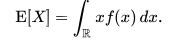 E[X] = ∫_ℝ x f(x) dx.